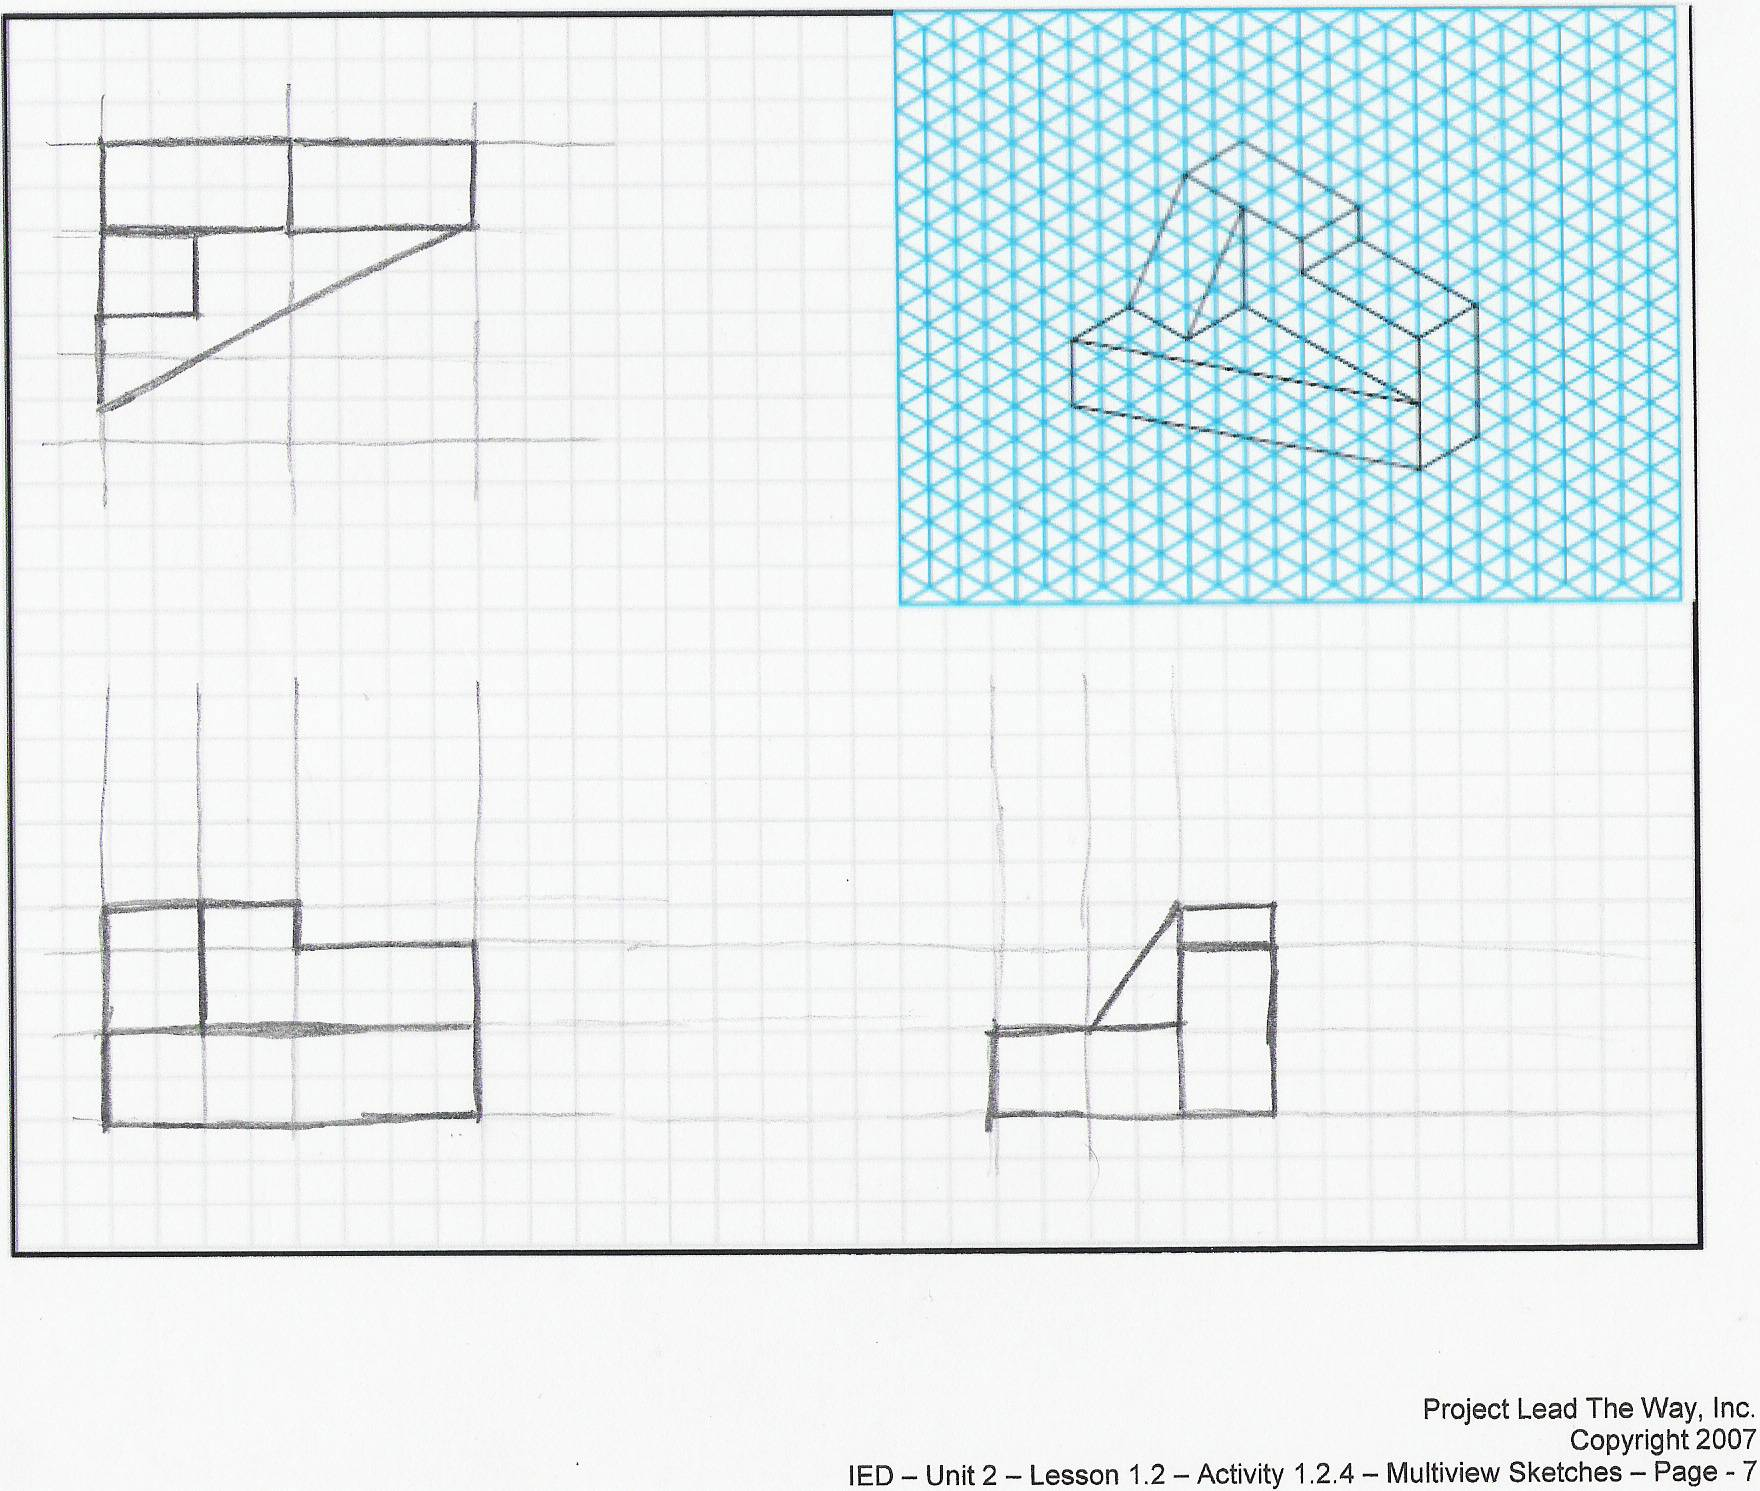 Project Lead The Way, Inc.
Copyright 2007
IED – Unit 2 – Lesson 1.2 – Activity 1.2.4 – Multiview Sketches – Page - 7